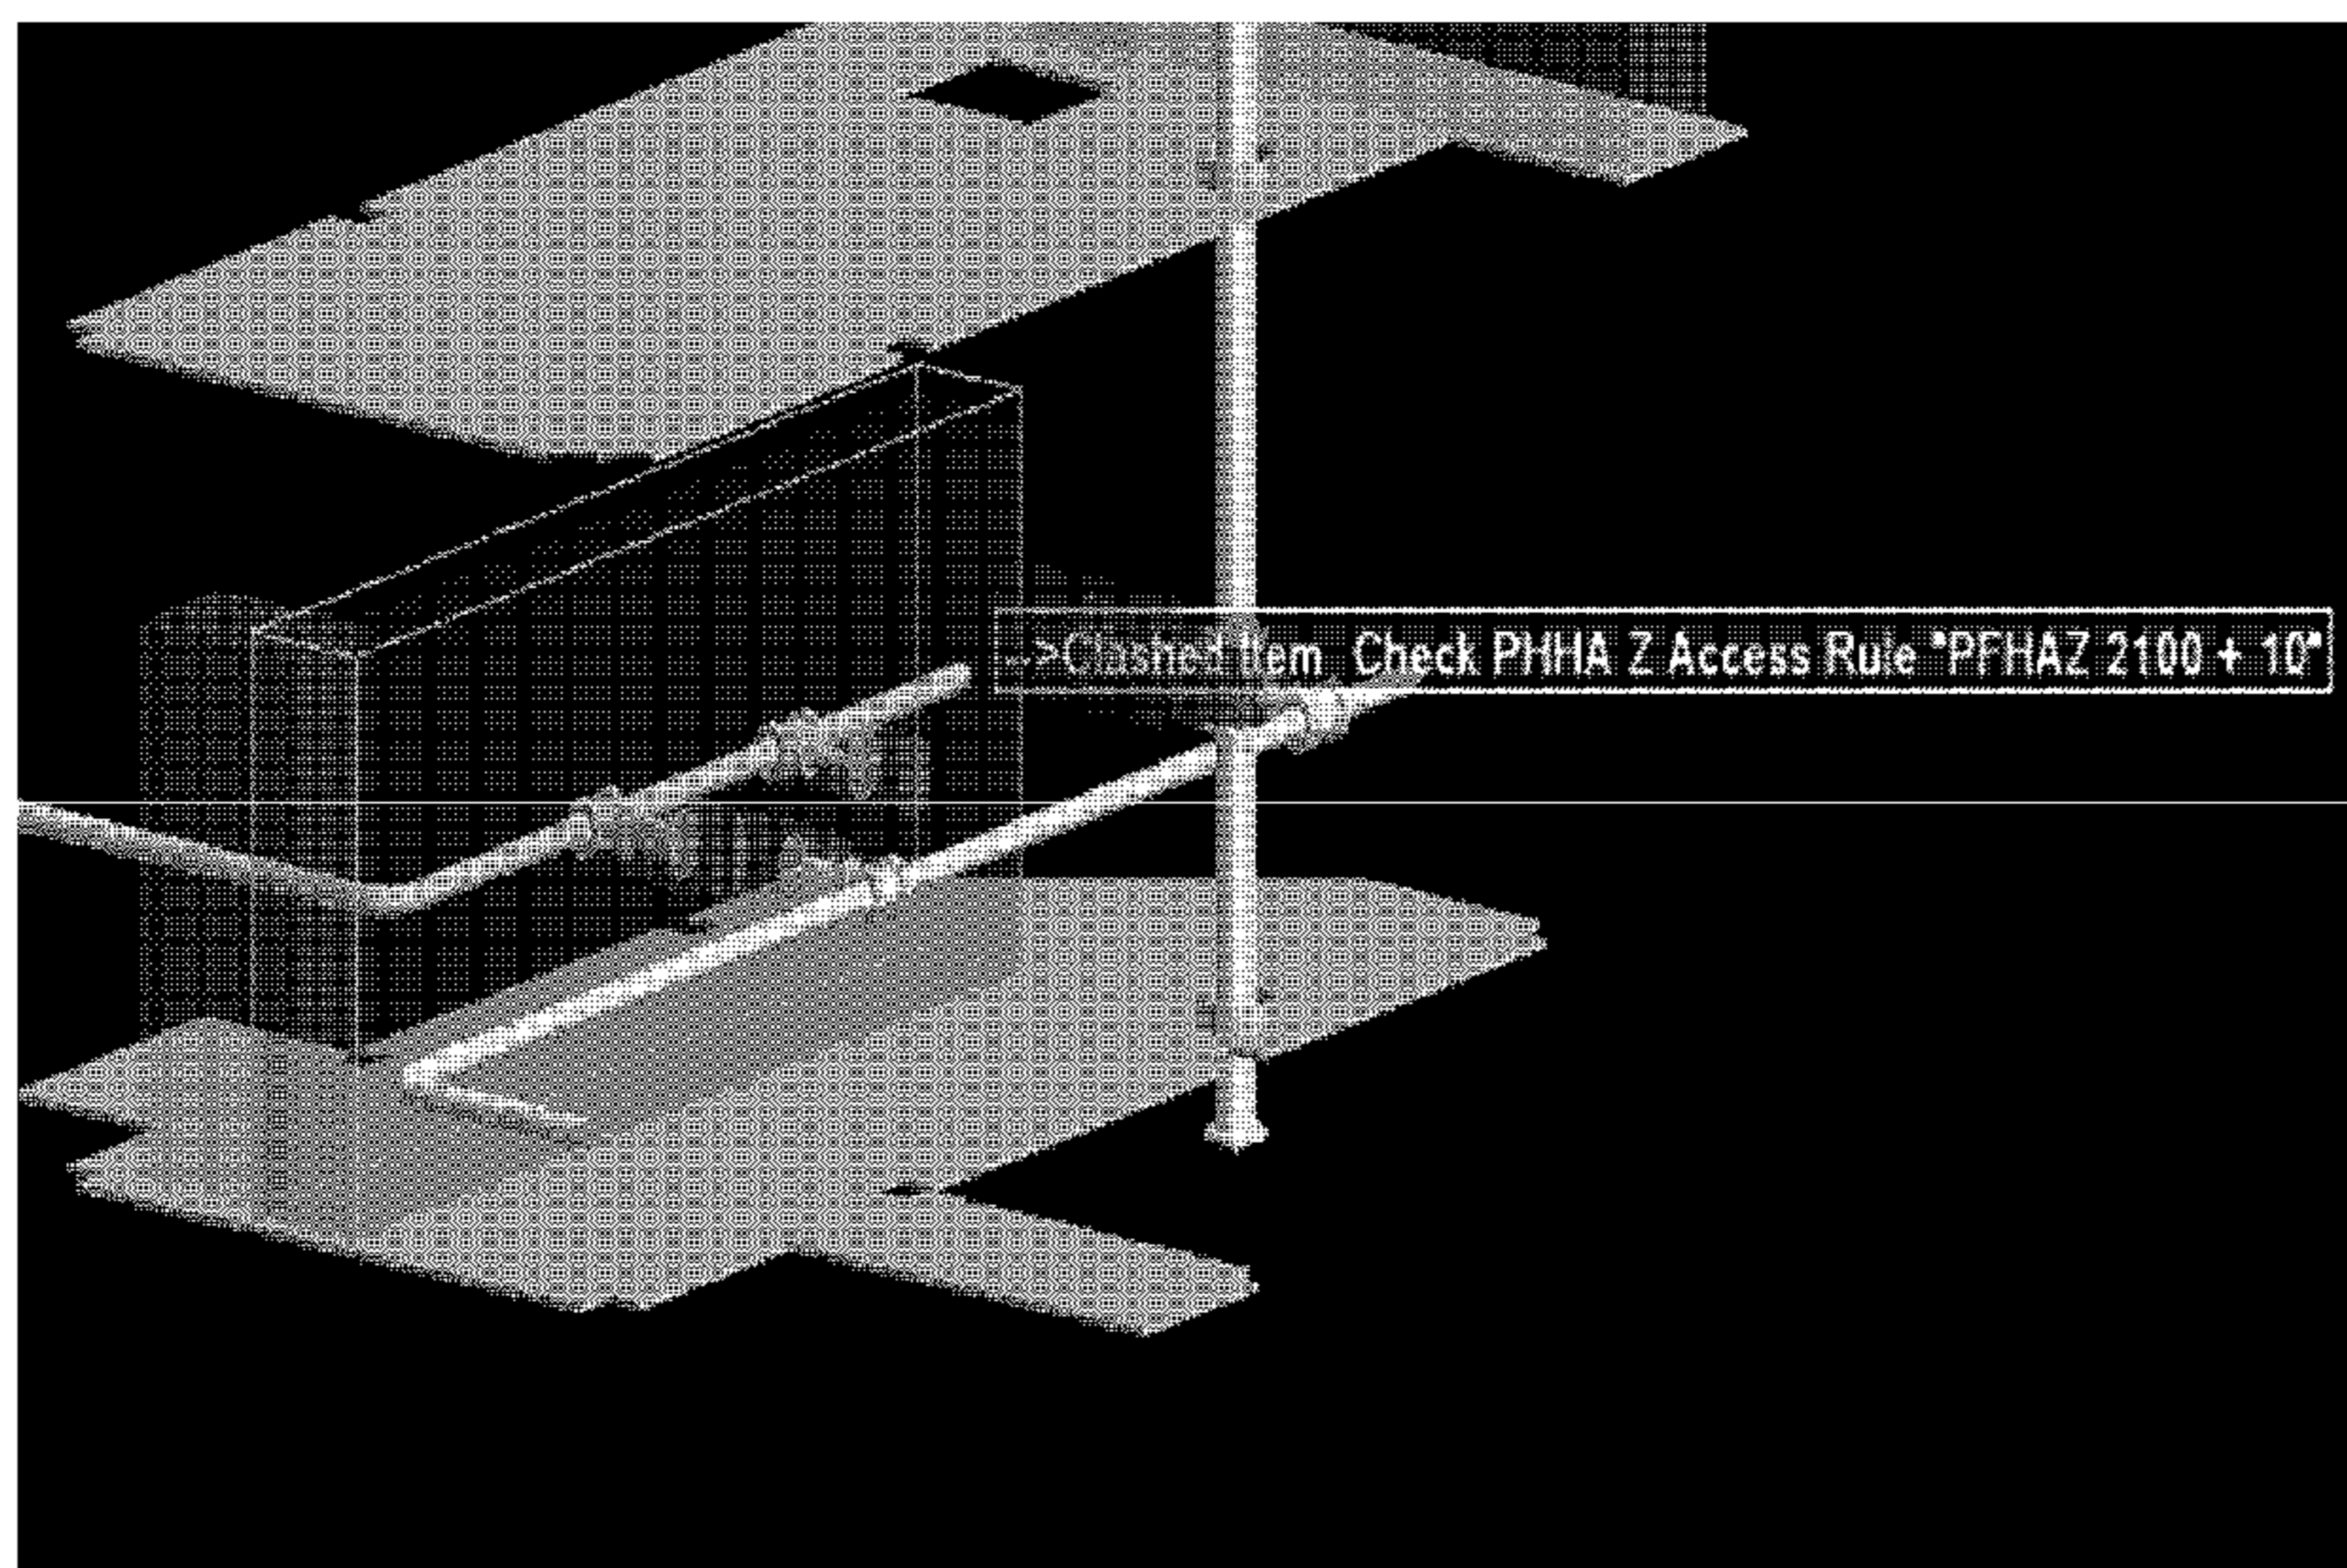 -->Clashed Item Check PHHA Z Access Rule "PFHAZ 2100 + 10"